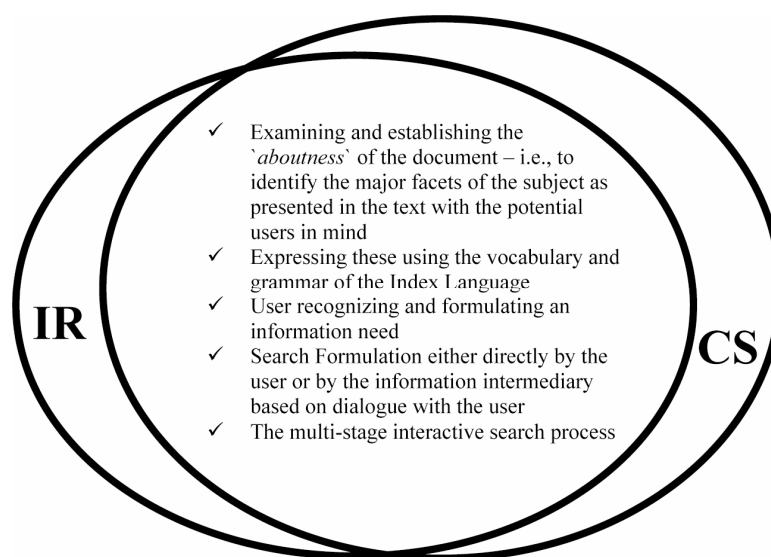 ✓ Examining and establishing the
`aboutness` of the document – i.e., to
identify the major facets of the subject as
presented in the text with the potential
users in mind
✓ Expressing these using the vocabulary and
grammar of the Index Language
✓ User recognizing and formulating an
information need
IR
✓ Search Formulation either directly by the
user or by the information intermediary
based on dialogue with the user
CS
✓ The multi-stage interactive search process